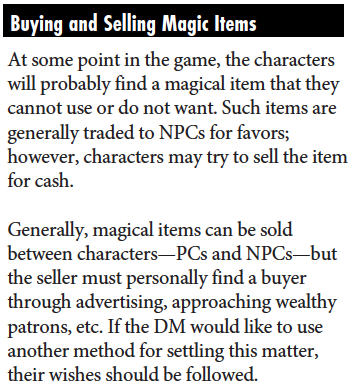 Buying and Selling Magic Items
At some point in the game, the characters
will probably find a magical item that they
cannot use or do not want. Such items are
generally traded to NPCs for favors;
however, characters may try to sell the item
for cash.
Generally, magical items can be sold
between characters—PCs and NPCs—but
the seller must personally find a buyer
through advertising, approaching wealthy
patrons, etc. If the DM would like to use
another method for settling this matter,
their wishes should be followed.